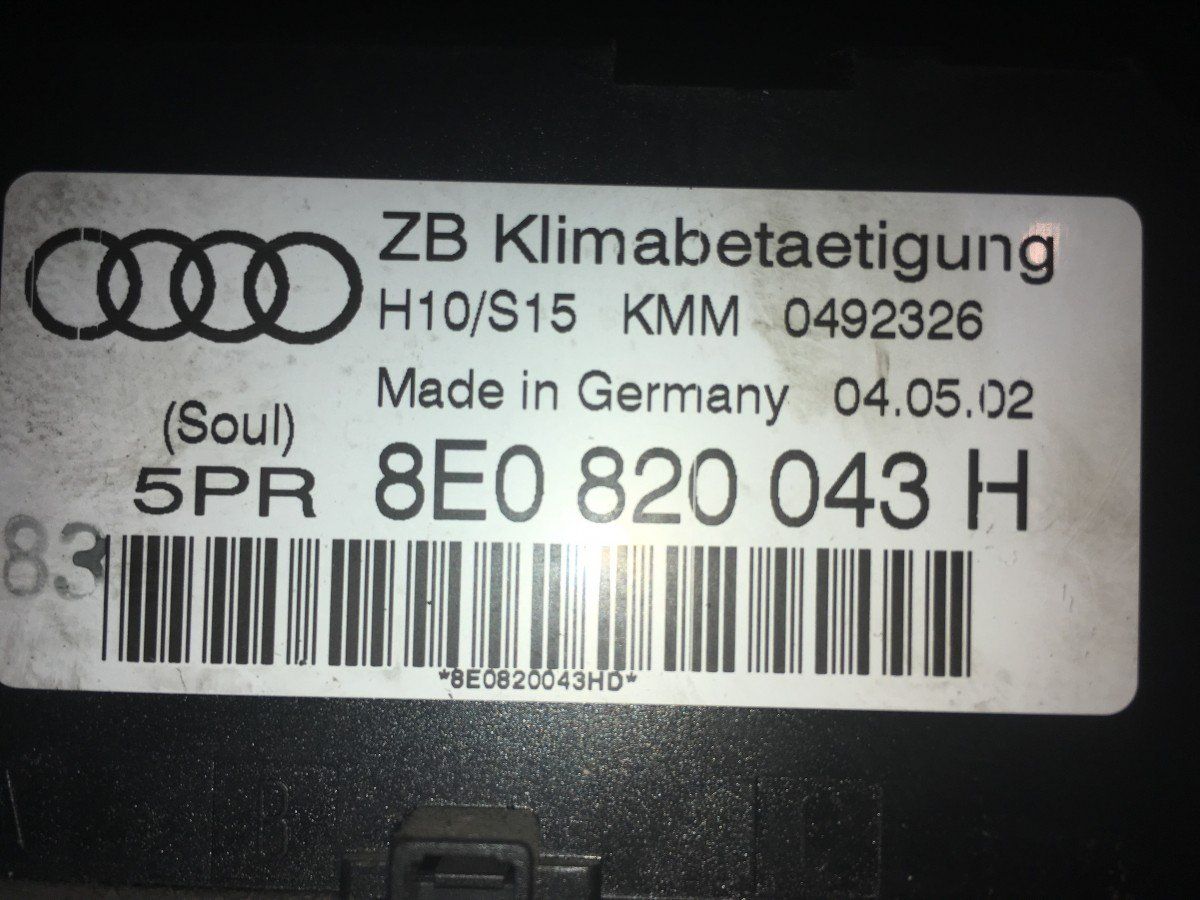 ZB Klimabetaetigung
H10/S15 KMM 0492326
Made in Germany 04.05.02
(Soul)
5PR 8E0 820 043 H
83
*8E0820043HD*